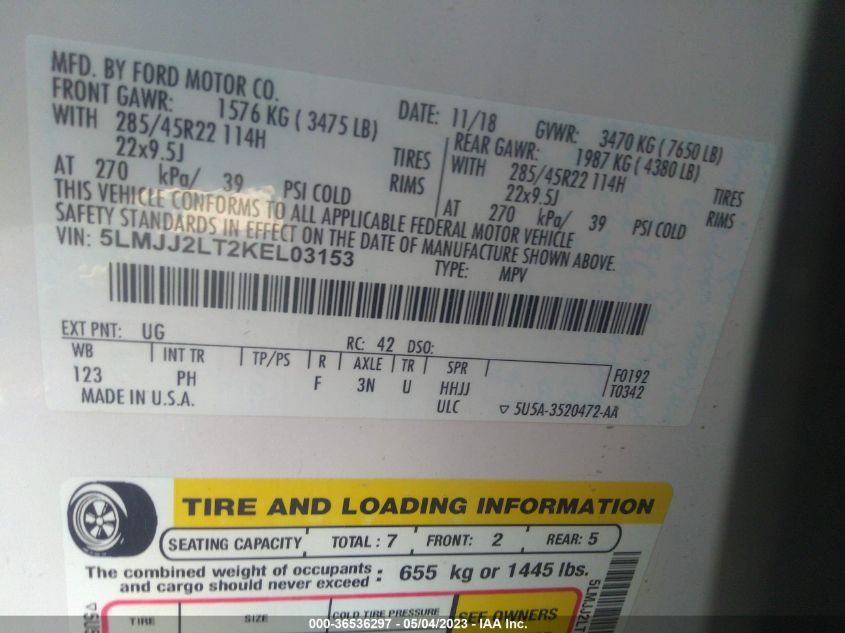 MFD. BY FORD MOTOR CO.
DATE: 11/18 GVWR: 3470 KG ( 7650 LB)
FRONT GAWR: 1576 KG ( 3475 LB) REAR GAWR: 1987 KG ( 4380 LB)
WITH 285/45R22 114H TIRES WITH 285/45R22 114H TIRES
22x9.5J RIMS 22x9.5J RIMS
AT 270 kPa/ 39 PSI COLD AT 270 kPa/ 39 PSI COLD
THIS VEHICLE CONFORMS TO ALL APPLICABLE FEDERAL MOTOR VEHICLE
SAFETY STANDARDS IN EFFECT ON THE DATE OF MANUFACTURE SHOWN ABOVE.
VIN: 5LMJJ2LT2KEL03153 TYPE: MPV
EXT PNT: UG RC: 42 DSO:
WB INT TR TP/PS R AXLE TR SPR F0192
123 PH F 3N U HHJJ T0342
MADE IN U.S.A. ULC 5U5A-3520472-AA
TIRE AND LOADING INFORMATION
SEATING CAPACITY TOTAL : 7 FRONT: 2 REAR: 5
The combined weight of occupants : 655 kg or 1445 lbs.
and cargo should never exceed
5LMJJ2LT
TIRE SIZE COLD TIRE PRESSURE SEE OWNERS
000-36536297 - 05/04/2023 - IAA Inc.